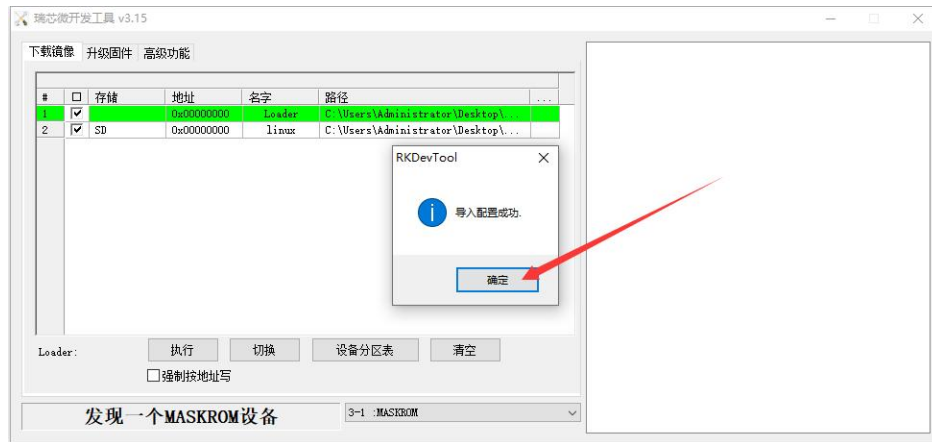 瑞芯微开发工具 v3.15
下载镜像 升级固件 高级功能
# 存储 地址 名字 路径 ...
1 0x00000000 Loader C:\Users\Administrator\Desktop\...
2 SD 0x00000000 linux C:\Users\Administrator\Desktop\...
RKDevTool
导入配置成功.
确定
Loader: 执行 切换 设备分区表 清空
强制按地址写
发现一个MASKROM设备 3-1 :MASKROM